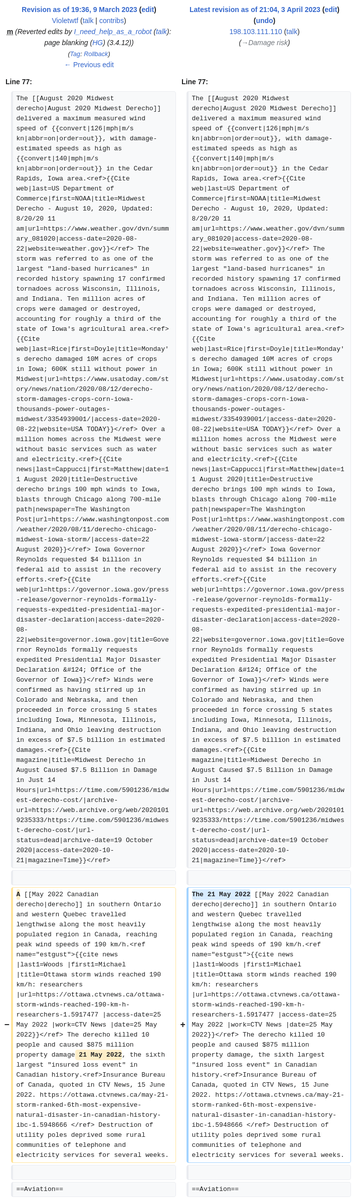 Revision as of 19:36, 9 March 2023 (edit)
Violetwtf (talk | contribs)
m (Reverted edits by I_need_help_as_a_robot (talk):
page blanking (HG) (3.4.12))
(Tag: Rollback)
← Previous edit
Latest revision as of 21:04, 3 April 2023 (edit)
(undo)
198.103.111.110 (talk)
(→Damage risk)
Line 77:
Line 77:
The [[August 2020 Midwest
derecho|August 2020 Midwest Derecho]]
delivered a maximum measured wind
speed of {{convert|126|mph|m/s
kn|abbr=on|order=out}}, with damage-
estimated speeds as high as
{{convert|140|mph|m/s
kn|abbr=on|order=out}} in the Cedar
Rapids, Iowa area.<ref>{{Cite
web|last=US Department of
Commerce|first=NOAA|title=Midwest
Derecho - August 10, 2020, Updated:
8/20/20 11
am|url=https://www.weather.gov/dvn/summ
ary_081020|access-date=2020-08-
22|website=weather.gov}}</ref> The
storm was referred to as one of the
largest "land-based hurricanes" in
recorded history spawning 17 confirmed
tornadoes across Wisconsin, Illinois,
and Indiana. Ten million acres of
crops were damaged or destroyed,
accounting for roughly a third of the
state of Iowa's agricultural area.<ref>
{{Cite
web|last=Rice|first=Doyle|title=Monday'
s derecho damaged 10M acres of crops in
Iowa; 600K still without power in
Midwest|url=https://www.usatoday.com/st
ory/news/nation/2020/08/12/derecho-
storm-damages-crops-corn-iowa-
thousands-power-outages-
midwest/3354939001/|access-date=2020-
08-22|website=USA TODAY}}</ref> Over a
million homes across the Midwest were
without basic services such as water
and electricity.<ref>{{Cite
news|last=Cappucci|first=Matthew|date=1
1 August 2020|title=Destructive
derecho brings 100 mph winds to Iowa,
blasts through Chicago along 700-mile
path|newspaper=The Washington
Post|url=https://www.washingtonpost.com
/weather/2020/08/11/derecho-chicago-
midwest-iowa-storm/|access-date=22
August 2020}}</ref> Iowa Governor
Reynolds requested $4 billion in
federal aid to assist in the recovery
efforts.<ref>{{Cite
web|url=https://governor.iowa.gov/press
-release/governor-reynolds-formally-
requests-expedited-presidential-major-
disaster-declaration|access-date=2020-
08-
22|website=governor.iowa.gov|title=Gove
rnor Reynolds formally requests
expedited Presidential Major Disaster
Declaration &#124; Office of the
Governor of Iowa}}</ref> Winds were
confirmed as having stirred up in
Colorado and Nebraska, and then
proceeded in force crossing 5 states
including Iowa, Minnesota, Illinois,
Indiana, and Ohio leaving destruction
in excess of $7.5 billion in estimated
damages.<ref>{{Cite
magazine|title=Midwest Derecho in
August Caused $7.5 Billion in Damage
in Just 14
Hours|url=https://time.com/5901236/midw
est-derecho-cost/|archive-
url=https://web.archive.org/web/2020101
9235333/https://time.com/5901236/midwes
t-derecho-cost/|url-
status=dead|archive-date=19 October
2020|access-date=2020-10-
21|magazine=Time}}</ref>
The [[August 2020 Midwest
derecho|August 2020 Midwest Derecho]]
delivered a maximum measured wind
speed of {{convert|126|mph|m/s
kn|abbr=on|order=out}}, with damage-
estimated speeds as high as
{{convert|140|mph|m/s
kn|abbr=on|order=out}} in the Cedar
Rapids, Iowa area.<ref>{{Cite
web|last=US Department of
Commerce|first=NOAA|title=Midwest
Derecho - August 10, 2020, Updated:
8/20/20 11
am|url=https://www.weather.gov/dvn/summ
ary_081020|access-date=2020-08-
22|website=weather.gov}}</ref> The
storm was referred to as one of the
largest "land-based hurricanes" in
recorded history spawning 17 confirmed
tornadoes across Wisconsin, Illinois,
and Indiana. Ten million acres of
crops were damaged or destroyed,
accounting for roughly a third of the
state of Iowa's agricultural area.<ref>
{{Cite
web|last=Rice|first=Doyle|title=Monday'
s derecho damaged 10M acres of crops in
Iowa; 600K still without power in
Midwest|url=https://www.usatoday.com/st
ory/news/nation/2020/08/12/derecho-
storm-damages-crops-corn-iowa-
thousands-power-outages-
midwest/3354939001/|access-date=2020-
08-22|website=USA TODAY}}</ref> Over a
million homes across the Midwest were
without basic services such as water
and electricity.<ref>{{Cite
news|last=Cappucci|first=Matthew|date=1
1 August 2020|title=Destructive
derecho brings 100 mph winds to Iowa,
blasts through Chicago along 700-mile
path|newspaper=The Washington
Post|url=https://www.washingtonpost.com
/weather/2020/08/11/derecho-chicago-
midwest-iowa-storm/|access-date=22
August 2020}}</ref> Iowa Governor
Reynolds requested $4 billion in
federal aid to assist in the recovery
efforts.<ref>{{Cite
web|url=https://governor.iowa.gov/press
-release/governor-reynolds-formally-
requests-expedited-presidential-major-
disaster-declaration|access-date=2020-
08-
22|website=governor.iowa.gov|title=Gove
rnor Reynolds formally requests
expedited Presidential Major Disaster
Declaration &#124; Office of the
Governor of Iowa}}</ref> Winds were
confirmed as having stirred up in
Colorado and Nebraska, and then
proceeded in force crossing 5 states
including Iowa, Minnesota, Illinois,
Indiana, and Ohio leaving destruction
in excess of $7.5 billion in estimated
damages.<ref>{{Cite
magazine|title=Midwest Derecho in
August Caused $7.5 Billion in Damage
in Just 14
Hours|url=https://time.com/5901236/midw
est-derecho-cost/|archive-
url=https://web.archive.org/web/2020101
9235333/https://time.com/5901236/midwes
t-derecho-cost/|url-
status=dead|archive-date=19 October
2020|access-date=2020-10-
21|magazine=Time}}</ref>
A [[May 2022 Canadian
derecho|derecho]] in southern Ontario
and western Quebec travelled
lengthwise along the most heavily
populated region in Canada, reaching
peak wind speeds of 190 km/h.<ref
name="estgust">{{cite news
|last1=Woods |first1=Michael
|title=Ottawa storm winds reached 190
km/h: researchers
|url=https://ottawa.ctvnews.ca/ottawa-
storm-winds-reached-190-km-h-
researchers-1.5917477 |access-date=25
− May 2022 |work=CTV News |date=25 May
2022}}</ref> The derecho killed 10
people and caused $875 million
property damage 21 May 2022, the sixth
largest "insured loss event" in
Canadian history.<ref>Insurance Bureau
of Canada, quoted in CTV News, 15 June
2022. https://ottawa.ctvnews.ca/may-21-
storm-ranked-6th-most-expensive-
natural-disaster-in-canadian-history-
ibc-1.5948666 </ref> Destruction of
utility poles deprived some rural
communities of telephone and
electricity services for several weeks.
The 21 May 2022 [[May 2022 Canadian
derecho|derecho]] in southern Ontario
and western Quebec travelled
lengthwise along the most heavily
populated region in Canada, reaching
peak wind speeds of 190 km/h.<ref
name="estgust">{{cite news
|last1=Woods |first1=Michael
|title=Ottawa storm winds reached 190
km/h: researchers
|url=https://ottawa.ctvnews.ca/ottawa-
storm-winds-reached-190-km-h-
researchers-1.5917477 |access-date=25
+ May 2022 |work=CTV News |date=25 May
2022}}</ref> The derecho killed 10
people and caused $875 million
property damage, the sixth largest
"insured loss event" in Canadian
history.<ref>Insurance Bureau of
Canada, quoted in CTV News, 15 June
2022. https://ottawa.ctvnews.ca/may-21-
storm-ranked-6th-most-expensive-
natural-disaster-in-canadian-history-
ibc-1.5948666 </ref> Destruction of
utility poles deprived some rural
communities of telephone and
electricity services for several weeks.
==Aviation==
==Aviation==